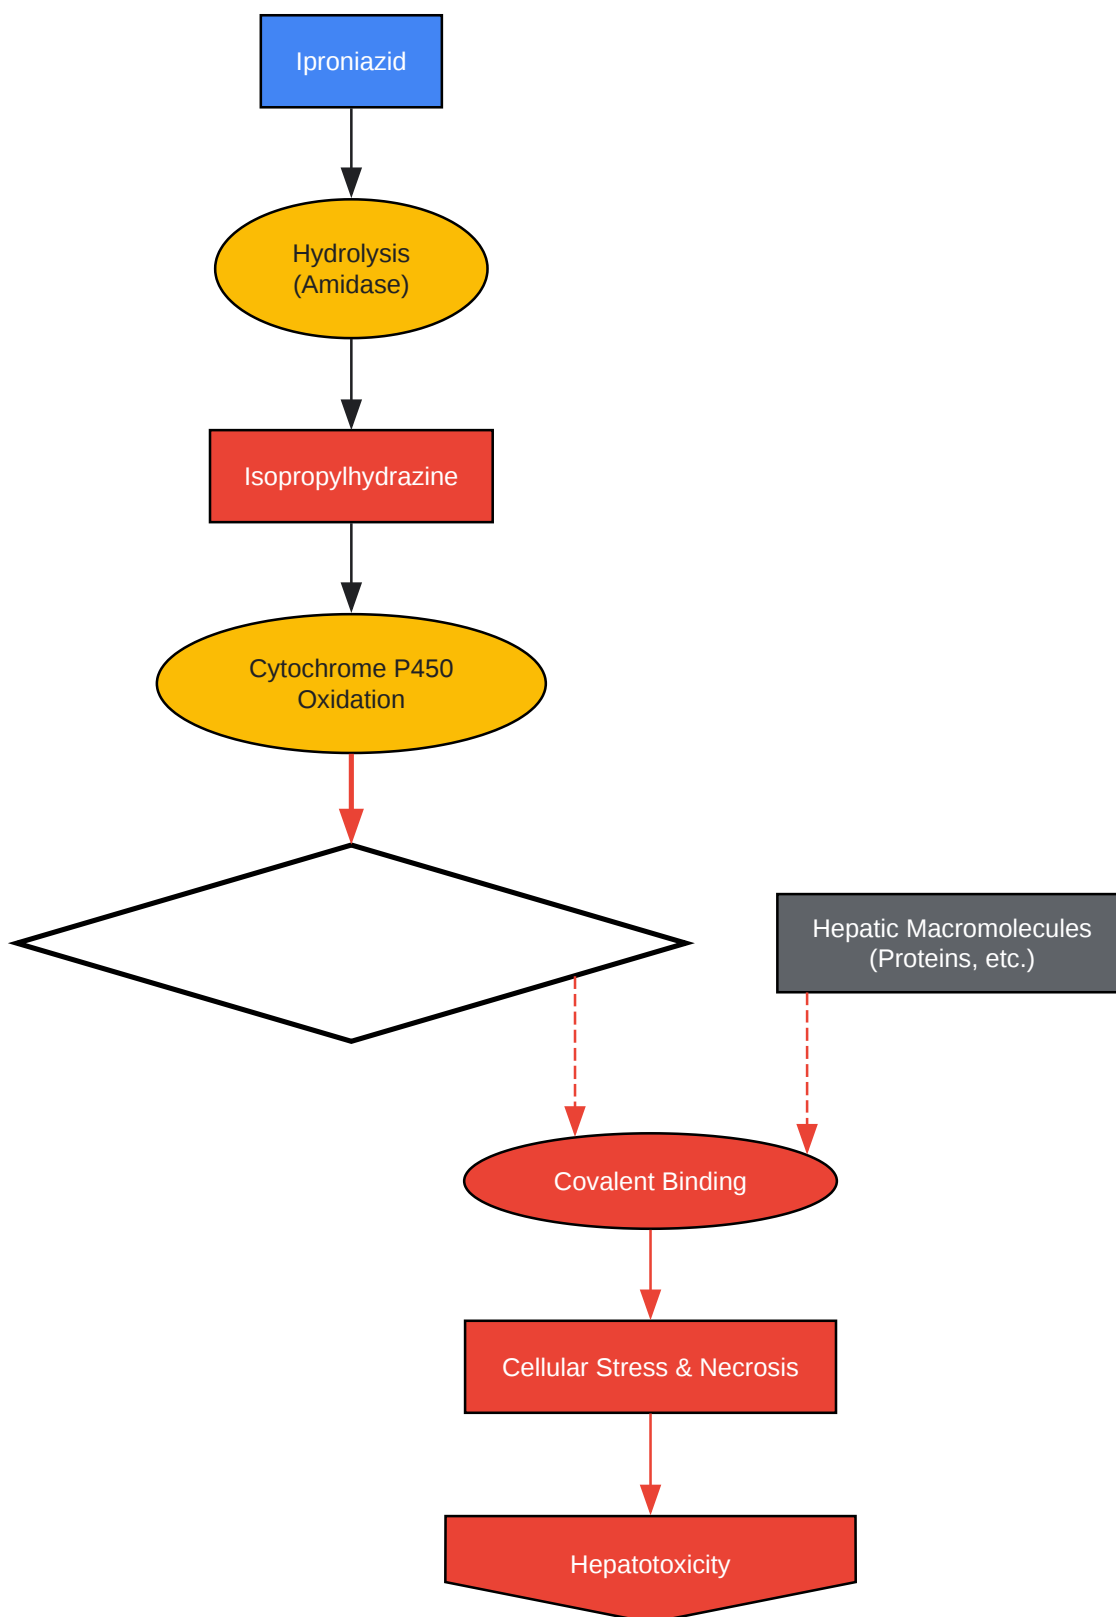 Iproniazid
Hydrolysis
(Amidase)
Isopropylhydrazine
Cytochrome P450
Oxidation
Hepatic Macromolecules
(Proteins, etc.)
Covalent Binding
Cellular Stress & Necrosis
Hepatotoxicity